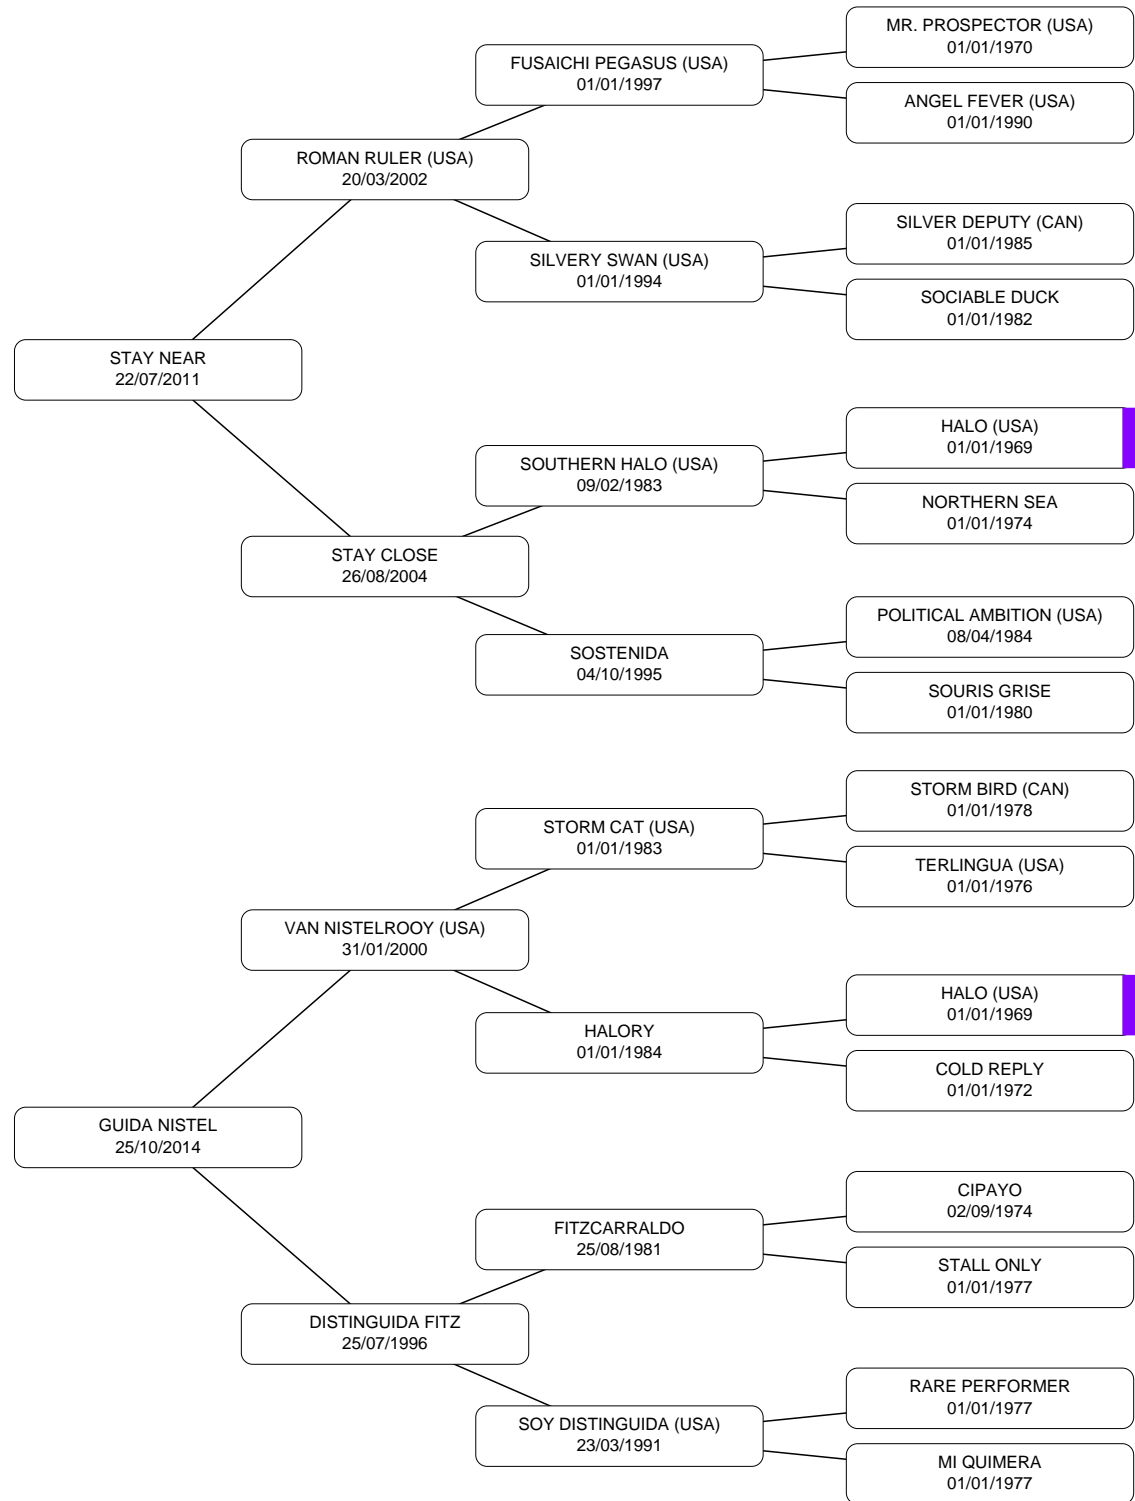 MR. PROSPECTOR (USA)
01/01/1970
FUSAICHI PEGASUS (USA)
01/01/1997
ANGEL FEVER (USA)
01/01/1990
ROMAN RULER (USA)
20/03/2002
SILVER DEPUTY (CAN)
01/01/1985
SILVERY SWAN (USA)
01/01/1994
SOCIABLE DUCK
01/01/1982
STAY NEAR
22/07/2011
HALO (USA)
01/01/1969
SOUTHERN HALO (USA)
09/02/1983
NORTHERN SEA
01/01/1974
STAY CLOSE
26/08/2004
POLITICAL AMBITION (USA)
08/04/1984
SOSTENIDA
04/10/1995
SOURIS GRISE
01/01/1980
STORM BIRD (CAN)
01/01/1978
STORM CAT (USA)
01/01/1983
TERLINGUA (USA)
01/01/1976
VAN NISTELROOY (USA)
31/01/2000
HALO (USA)
01/01/1969
HALORY
01/01/1984
COLD REPLY
01/01/1972
GUIDA NISTEL
25/10/2014
CIPAYO
02/09/1974
FITZCARRALDO
25/08/1981
STALL ONLY
01/01/1977
DISTINGUIDA FITZ
25/07/1996
RARE PERFORMER
01/01/1977
SOY DISTINGUIDA (USA)
23/03/1991
MI QUIMERA
01/01/1977